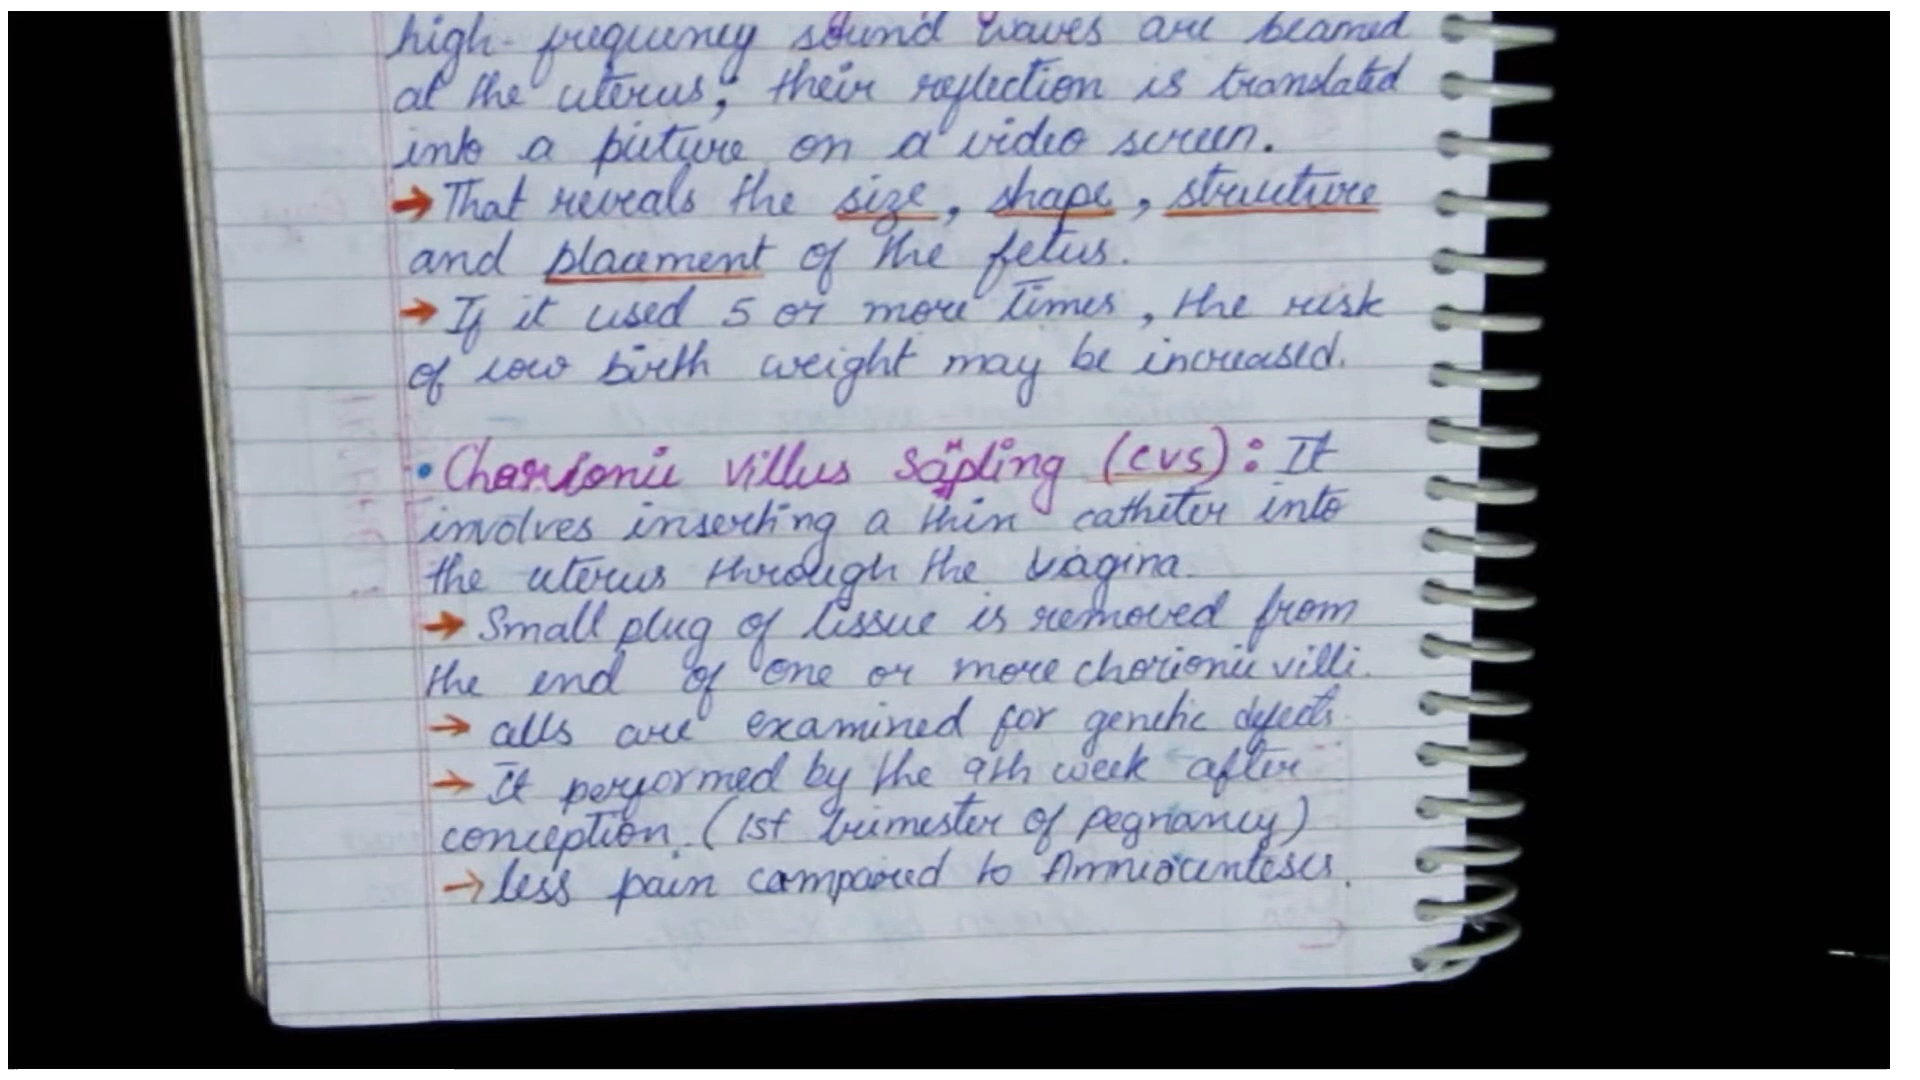 high-frequency sound waves are beamed
at the uterus, their reflection is translated
into a picture on a video screen.
→ That reveals the size, shape, structure
and placement of the fetus.
→ If it used 5 or more times, the risk
of low birth weight may be increased.
• Chorionic villus Sampling (CVS): It
involves inserting a thin catheter into
the uterus through the vagina.
→ Small plug of tissue is removed from
the end of one or more chorionic villi.
→ cells are examined for genetic defects.
→ It performed by the 9th week after
conception. (1st trimester of pegnancy)
→ less pain compared to Amniocentesis.